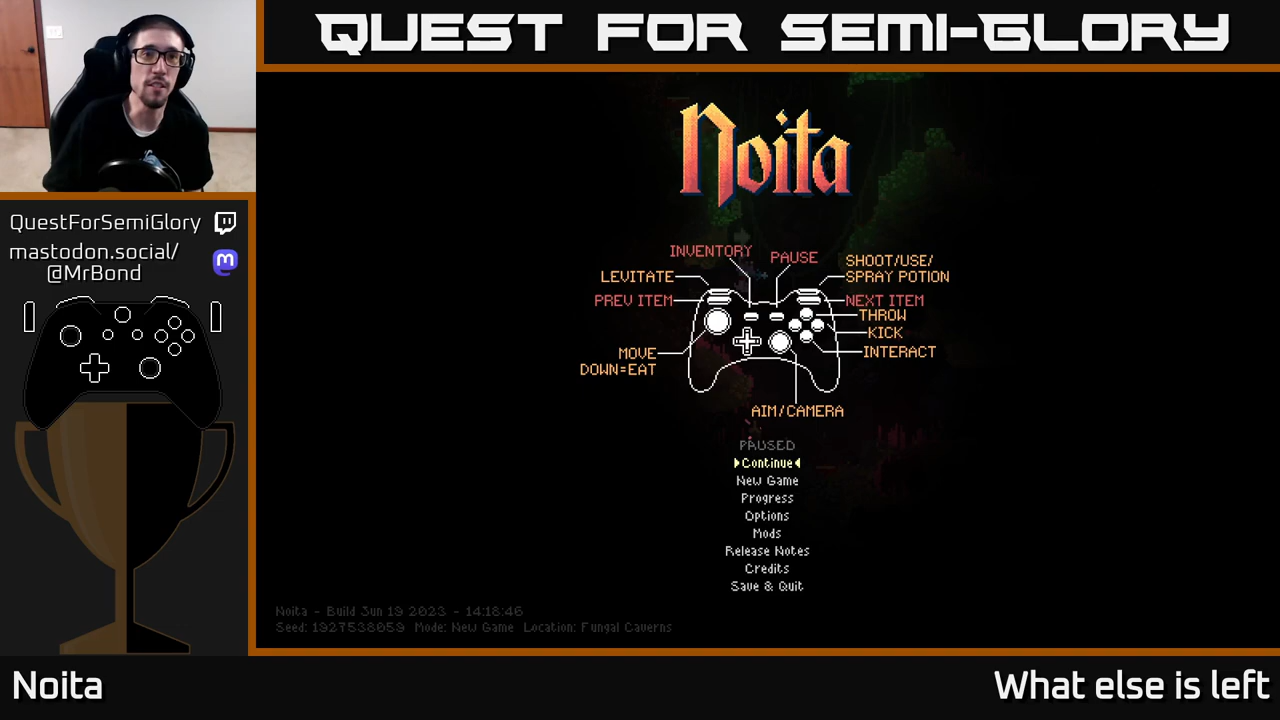 QUEST FOR SEMI-GLORY
QuestForSemiGlory
mastodon.social/
@MrBond
Noita
INVENTORY
PAUSE
SHOOT/USE/
SPRAY POTION
LEVITATE
PREV ITEM
NEXT ITEM
THROW
KICK
INTERACT
MOVE
DOWN=EAT
AIM/CAMERA
PAUSED
Continue
New Game
Progress
Options
Mods
Release Notes
Credits
Save & Quit
Noita - Build Jun 19 2023 - 14:18:46
Seed: 1927538059 Mode: New Game Location: Fungal Caverns
Noita
What else is left